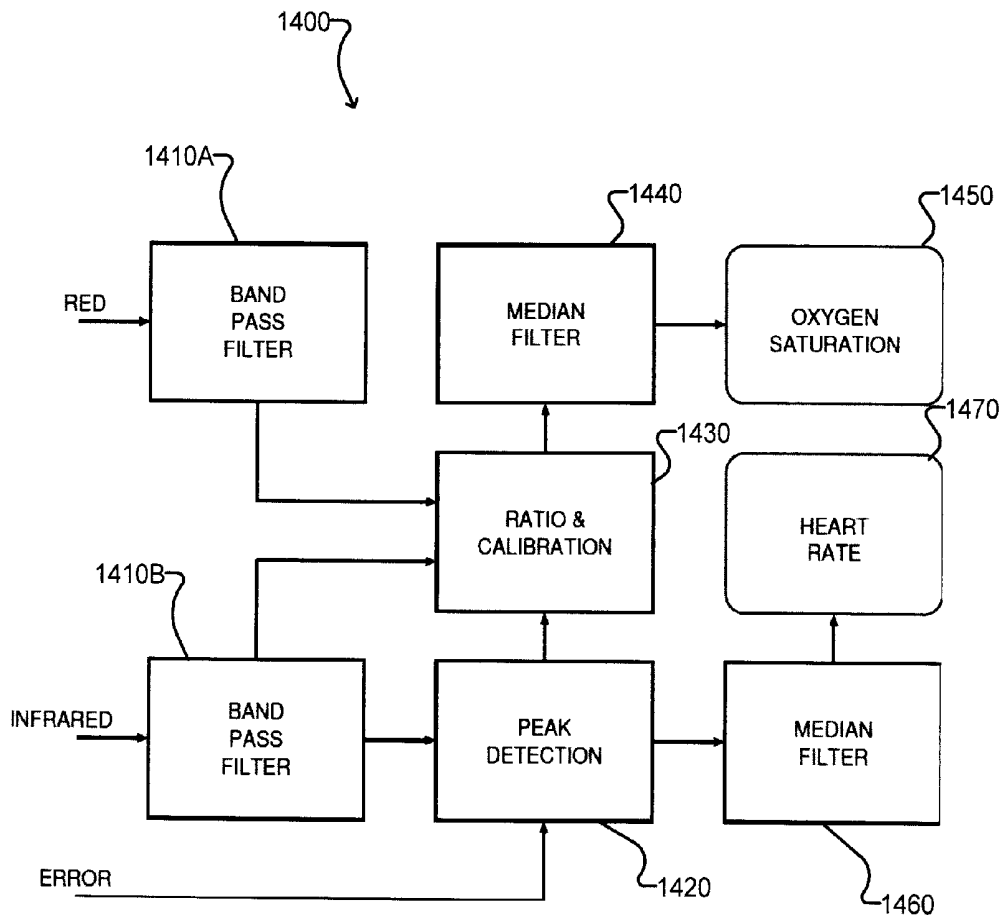 1400
1410A
1440
1450
RED
BAND
PASS
FILTER
MEDIAN
FILTER
OXYGEN
SATURATION
1430
1470
RATIO &
CALIBRATION
HEART
RATE
1410B
INFRARED
BAND
PASS
FILTER
PEAK
DETECTION
MEDIAN
FILTER
ERROR
1420
1460